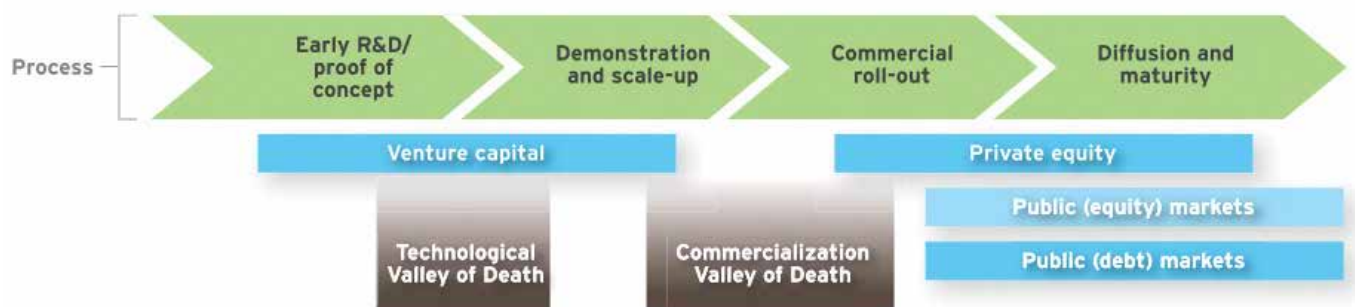 Process
Early R&D/
proof of
concept
Demonstration
and scale-up
Commercial
roll-out
Diffusion and
maturity
Venture capital
Private equity
Public (equity) markets
Technological
Valley of Death
Commercialization
Valley of Death
Public (debt) markets